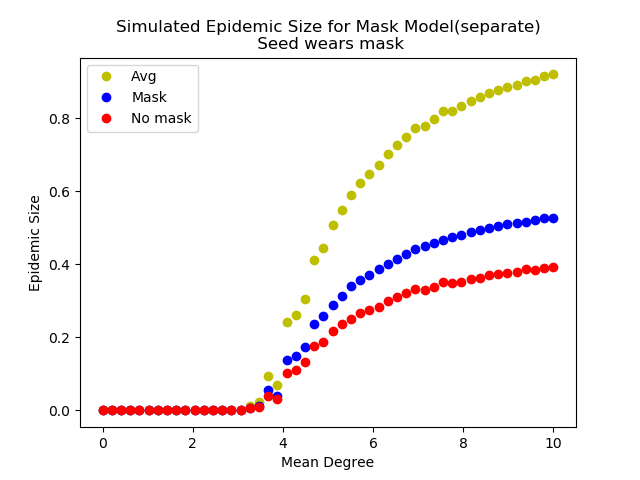 Simulated Epidemic Size for Mask Model(separate)
Seed wears mask
Avg
Mask
No mask
Epidemic Size
0.8
0.6
0.4
0.2
0.0
0 2 4 6 8 10
Mean Degree